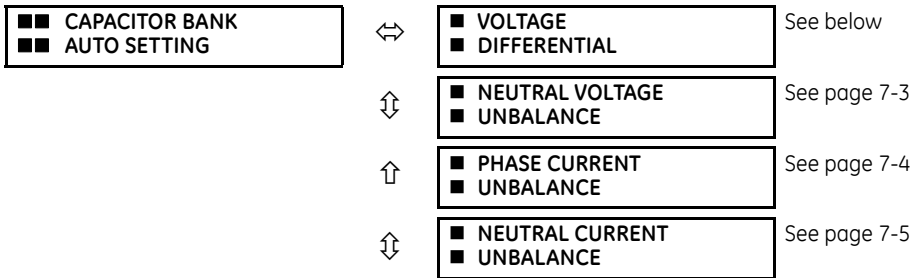 ■■ CAPACITOR BANK
■■ AUTO SETTING
■ VOLTAGE
■ DIFFERENTIAL
See below
■ NEUTRAL VOLTAGE
■ UNBALANCE
See page 7-3
■ PHASE CURRENT
■ UNBALANCE
See page 7-4
■ NEUTRAL CURRENT
■ UNBALANCE
See page 7-5